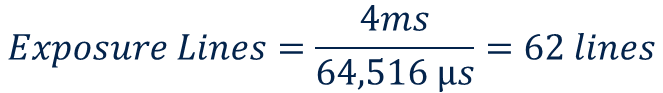 Exposure Lines = 4ms / 64,516 μs = 62 lines